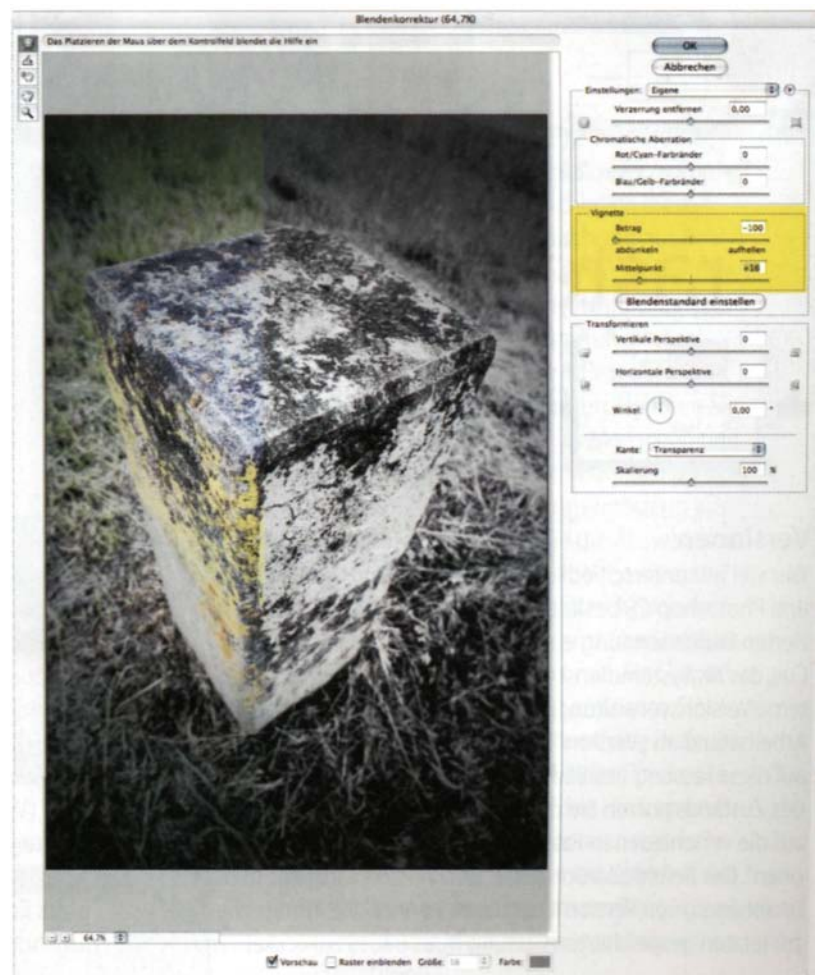 Blendenkorrektur (64,7%)
Das Platzieren der Maus über dem Kontrollfeld blendet die Hilfe ein
OK
Abbrechen
Einstellungen: Eigene
Verzerrung entfernen 0,00
Chromatische Aberration
Rot/Cyan-Farbränder 0
Blau/Gelb-Farbränder 0
Vignette
Betrag -100
abdunkeln aufhellen
Mittelpunkt +16
Blendenstandard einstellen
Transformieren
Vertikale Perspektive 0
Horizontale Perspektive 0
Winkel: 0,00 °
Kante: Transparenz
Skalierung 100 %
64,7%
Vorschau Raster einblenden Größe: 16 Farbe: